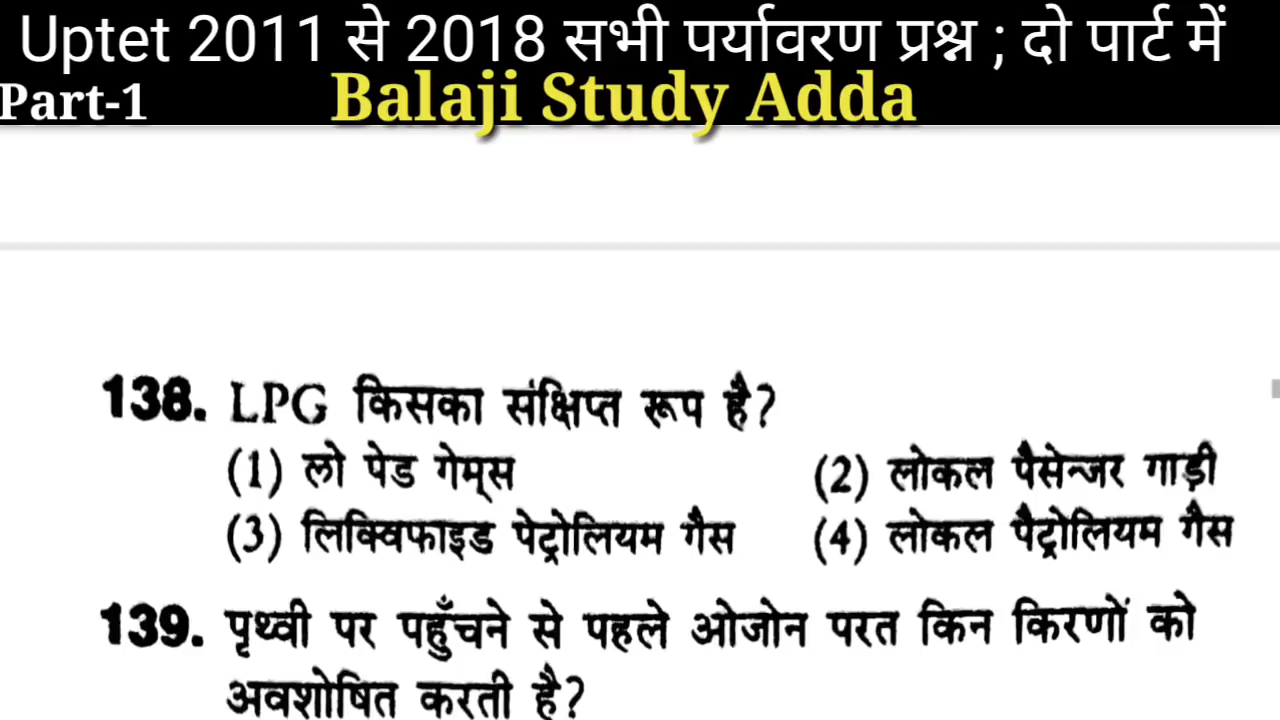 Uptet 2011 से 2018 सभी पर्यावरण प्रश्न ; दो पार्ट में
Part-1 Balaji Study Adda
138. LPG किसका संक्षिप्त रूप है?
(1) लो पेड गेम्स (2) लोकल पैसेन्जर गाड़ी
(3) लिक्विफाइड पेट्रोलियम गैस (4) लोकल पैट्रोलियम गैस
139. पृथ्वी पर पहुँचने से पहले ओजोन परत किन किरणों को
अवशोषित करती है?